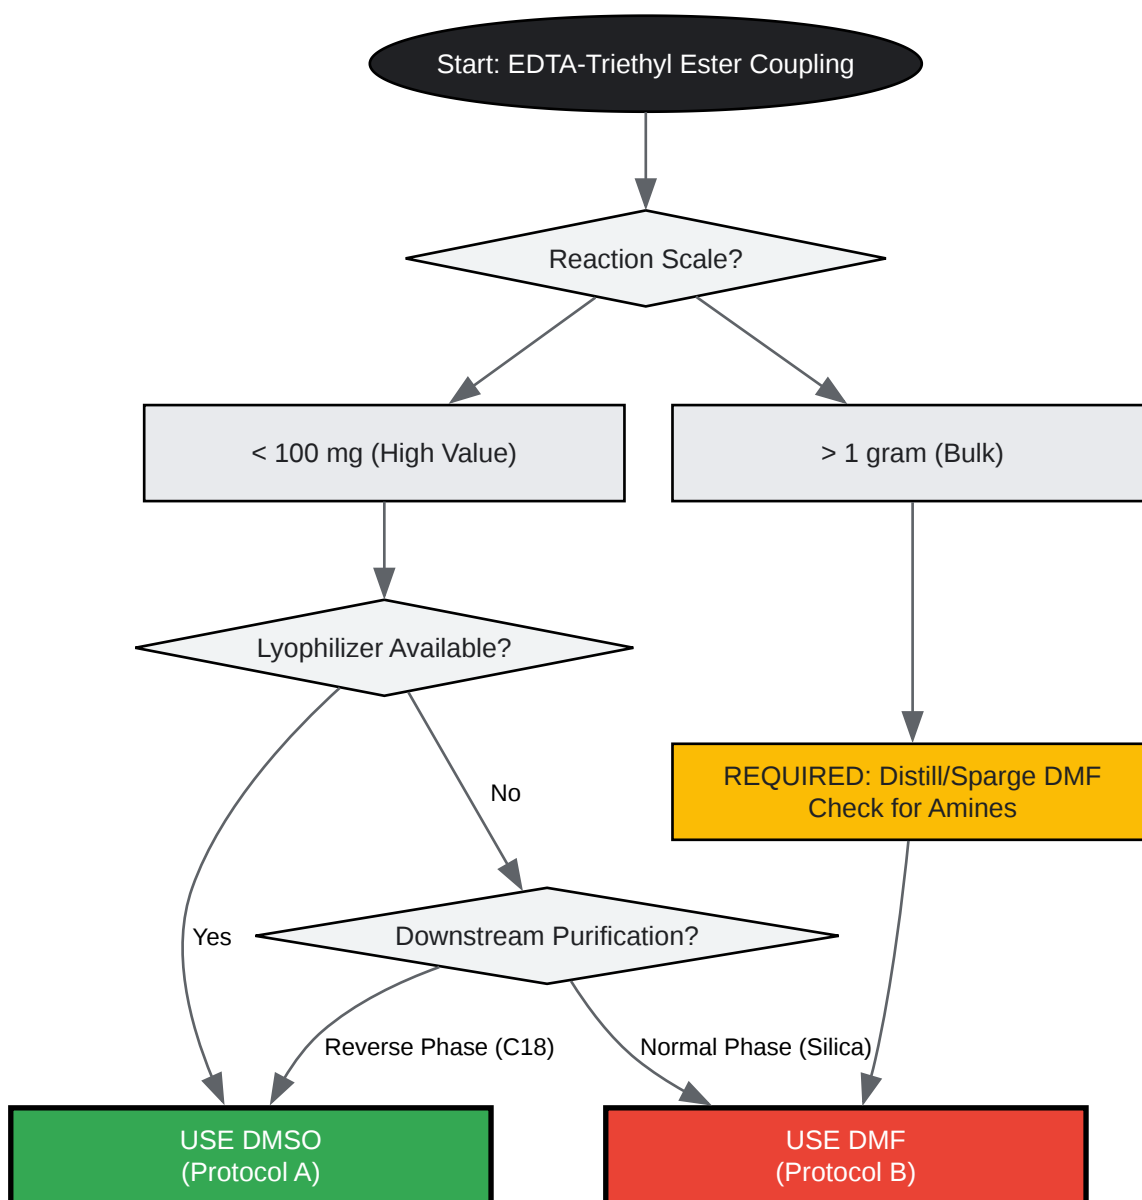 Start: EDTA-Triethyl Ester Coupling
Reaction Scale?
< 100 mg (High Value)
> 1 gram (Bulk)
Lyophilizer Available?
REQUIRED: Distill/Sparge DMF
Check for Amines
No
Yes
Downstream Purification?
Reverse Phase (C18)
Normal Phase (Silica)
USE DMSO
(Protocol A)
USE DMF
(Protocol B)